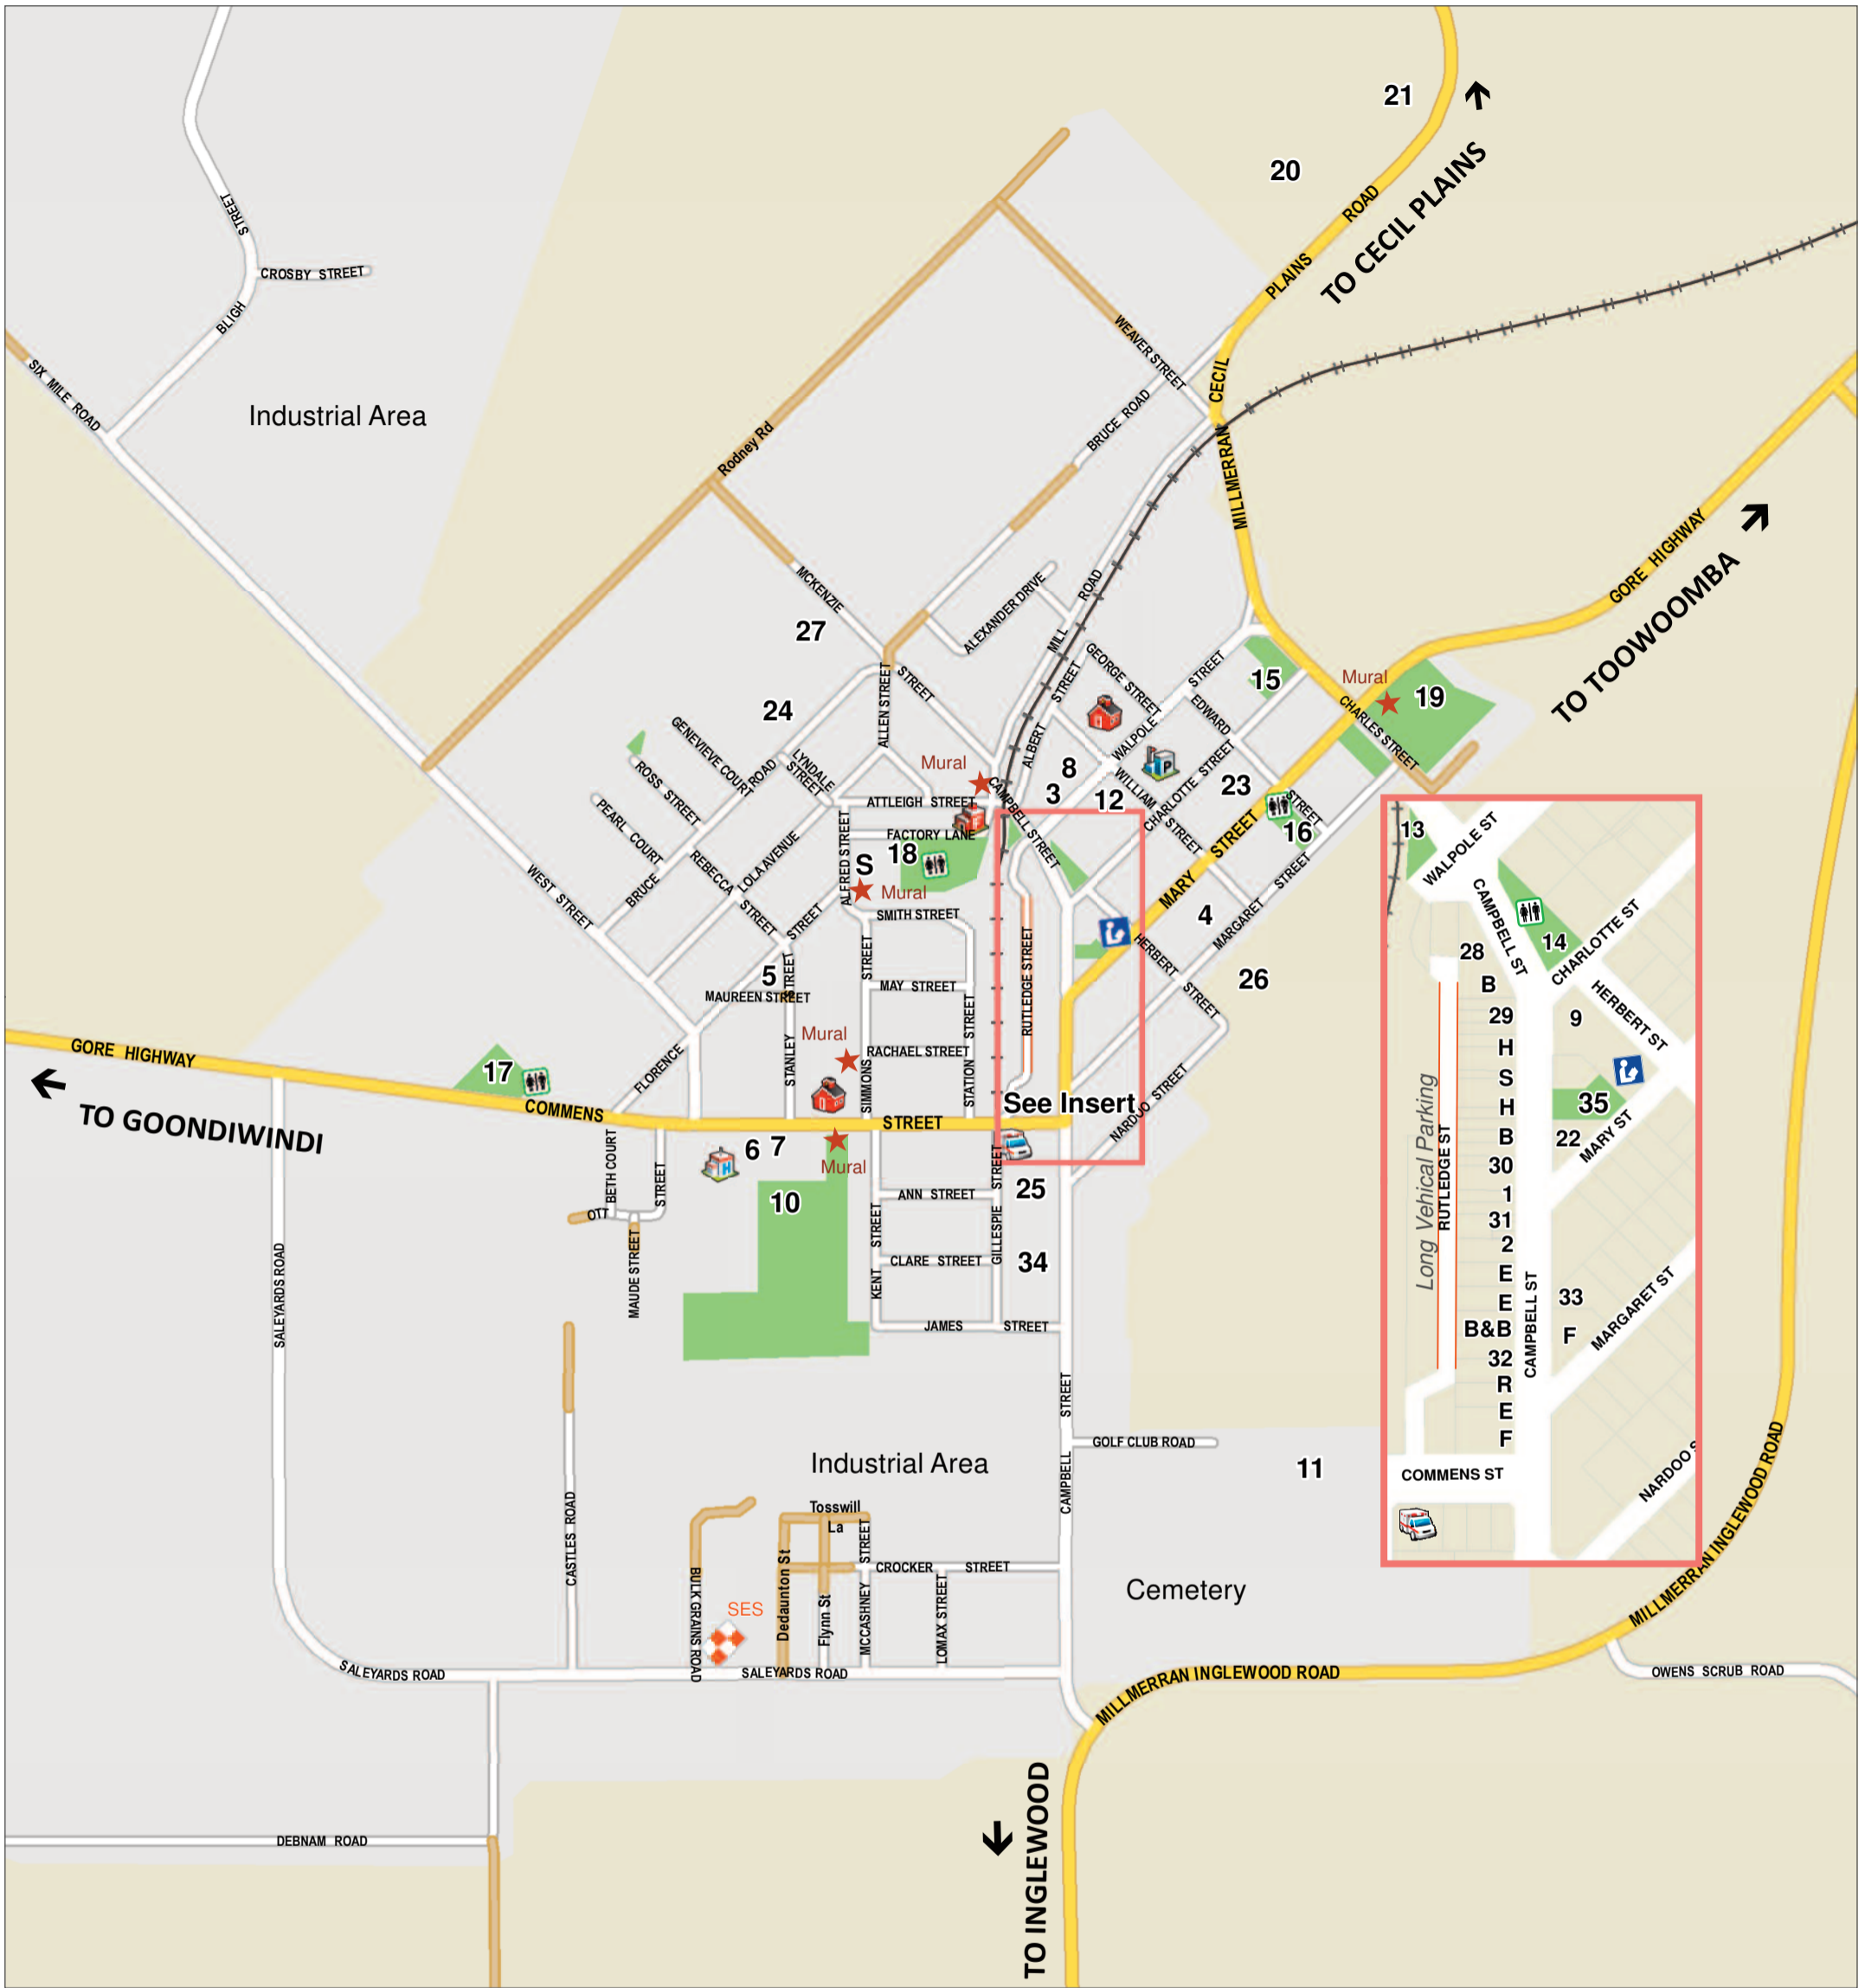 21
20
PLAINS ROAD
TO CECIL PLAINS
STREET
CROSBY STREET
BLIGH
SIX MILE ROAD
Industrial Area
WEAVER STREET
CECIL
BRUCE ROAD
Rodney Rd
MILLMERRAN
GORE HIGHWAY
TO TOOWOOMBA
MCKENZIE
STREET
27
ALEXANDER DRIVE
MILL ROAD
GEORGE STREET
STREET
ALBERT
STREET
WALPOLE
EDWARD
STREET
15
Mural
19
CHARLES STREET
24
ALLEN STREET
GENEVIEVE COURT
ROSS STREET
PEARL COURT
BRUCE ROAD
LYNDALE STREET
Mural
ATTLEIGH STREET
CAMPBELL STREET
8
3
12
WILLIAM STREET
CHARLOTTE STREET
23
P
FACTORY LANE
18
S
Mural
ALFRED STREET
LOLA AVENUE
REBECCA STREET
STREET
WEST STREET
SMITH STREET
16
MARY STREET
MARGARET STREET
4
HERBERT STREET
26
5
MAUREEN STREET
STREET
STANLEY
STREET
SIMMONS
MAY STREET
STATION STREET
RUTLEDGE STREET
Mural
RACHAEL STREET
FLORENCE
17
GORE HIGHWAY
COMMENS STREET
TO GOONDIWINDI
See Insert
NARDOO STREET
BETH COURT
STREET
OTT
MAUDE STREET
H
6 7
Mural
10
ANN STREET
STREET
GILLESPIE
25
KENT STREET
CLARE STREET
34
JAMES STREET
SALEYARDS ROAD
Industrial Area
CAMPBELL STREET
GOLF CLUB ROAD
11
CASTLES ROAD
Tosswill
La
BULK GRAINS ROAD
SES
Dedaunton St
Flynn St
MCCASHNEY STREET
CROCKER STREET
LOMAX STREET
Cemetery
SALEYARDS ROAD
SALEYARDS ROAD
MILLMERRAN INGLEWOOD ROAD
MILLMERRAN INGLEWOOD ROAD
OWENS SCRUB ROAD
DEBNAM ROAD
TO INGLEWOOD
13
WALPOLE ST
CAMPBELL ST
14
CHARLOTTE ST
HERBERT ST
28
B
29
9
H
S
H
35
B
22
MARY ST
30
1
31
2
E
E
33
B&B
F
32
R
E
F
Long Vehical Parking
RUTLEDGE ST
CAMPBELL ST
MARGARET ST
COMMENS ST
NARDOO S